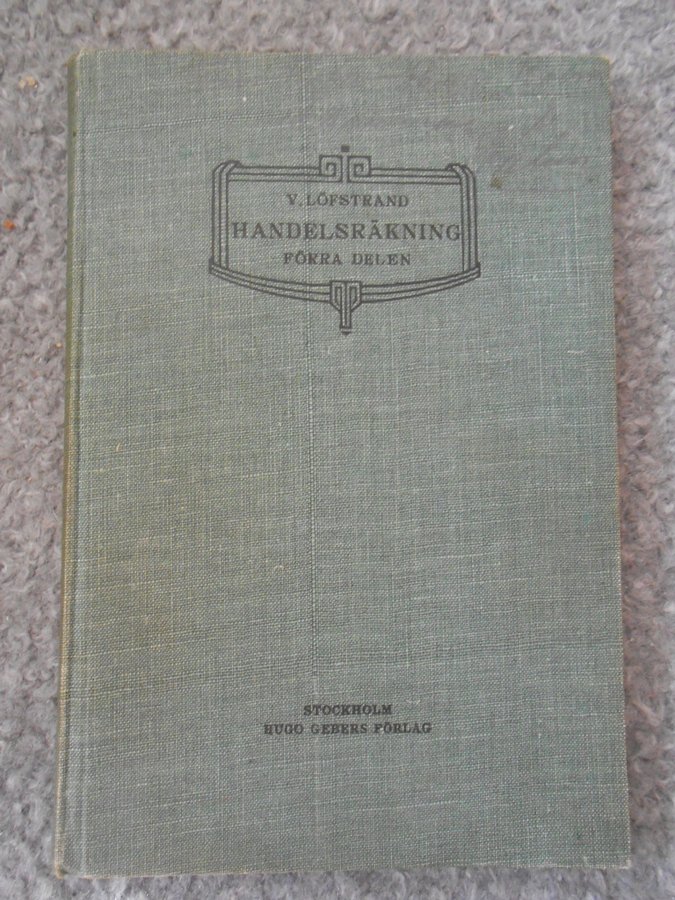 V. LÖFSTRAND
HANDELSRÄKNING
FÖRRA DELEN
STOCKHOLM
HUGO GEBERS FÖRLAG